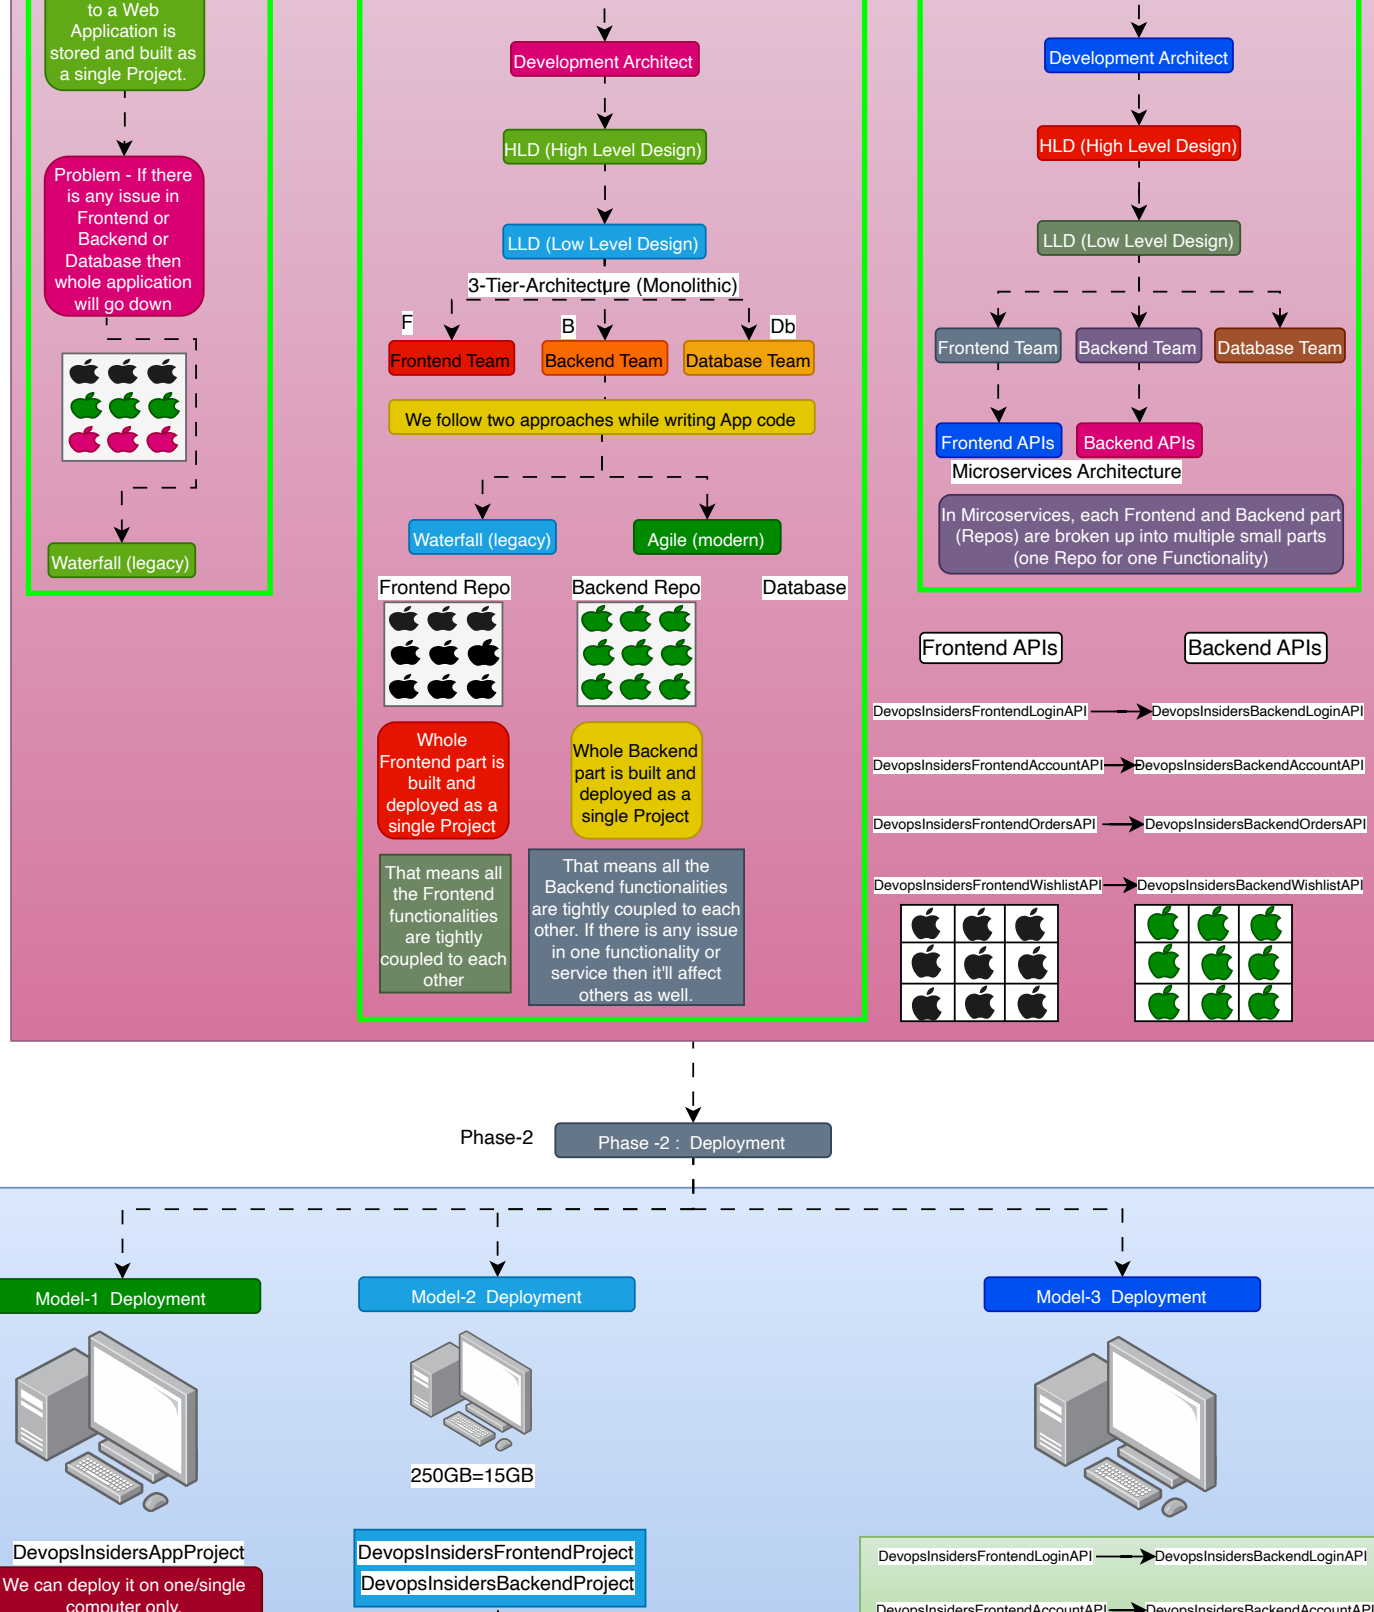 to a Web
Application is
stored and built as
a single Project.
Problem - If there
is any issue in
Frontend or
Backend or
Database then
whole application
will go down
Waterfall (legacy)
Development Architect
HLD (High Level Design)
LLD (Low Level Design)
3-Tier-Architecture (Monolithic)
F
B
Db
Frontend Team
Backend Team
Database Team
We follow two approaches while writing App code
Waterfall (legacy)
Agile (modern)
Frontend Repo
Backend Repo
Database
Whole
Frontend part is
built and
deployed as a
single Project
Whole Backend
part is built and
deployed as a
single Project
That means all
the Frontend
functionalities
are tightly
coupled to each
other
That means all the
Backend functionalities
are tightly coupled to each
other. If there is any issue
in one functionality or
service then it'll affect
others as well.
Development Architect
HLD (High Level Design)
LLD (Low Level Design)
Frontend Team
Backend Team
Database Team
Frontend APIs
Backend APIs
Microservices Architecture
In Mircoservices, each Frontend and Backend part
(Repos) are broken up into multiple small parts
(one Repo for one Functionality)
Frontend APIs
Backend APIs
DevopsInsidersFrontendLoginAPI
DevopsInsidersBackendLoginAPI
DevopsInsidersFrontendAccountAPI
DevopsInsidersBackendAccountAPI
DevopsInsidersFrontendOrdersAPI
DevopsInsidersBackendOrdersAPI
DevopsInsidersFrontendWishlistAPI
DevopsInsidersBackendWishlistAPI
Phase-2
Phase -2 :  Deployment
Model-1  Deployment
Model-2  Deployment
Model-3  Deployment
250GB=15GB
DevopsInsidersAppProject
We can deploy it on one/single
computer only.
DevopsInsidersFrontendProject
DevopsInsidersBackendProject
DevopsInsidersFrontendLoginAPI
DevopsInsidersBackendLoginAPI
DevopsInsidersFrontendAccountAPI
DevopsInsidersBackendAccountAPI